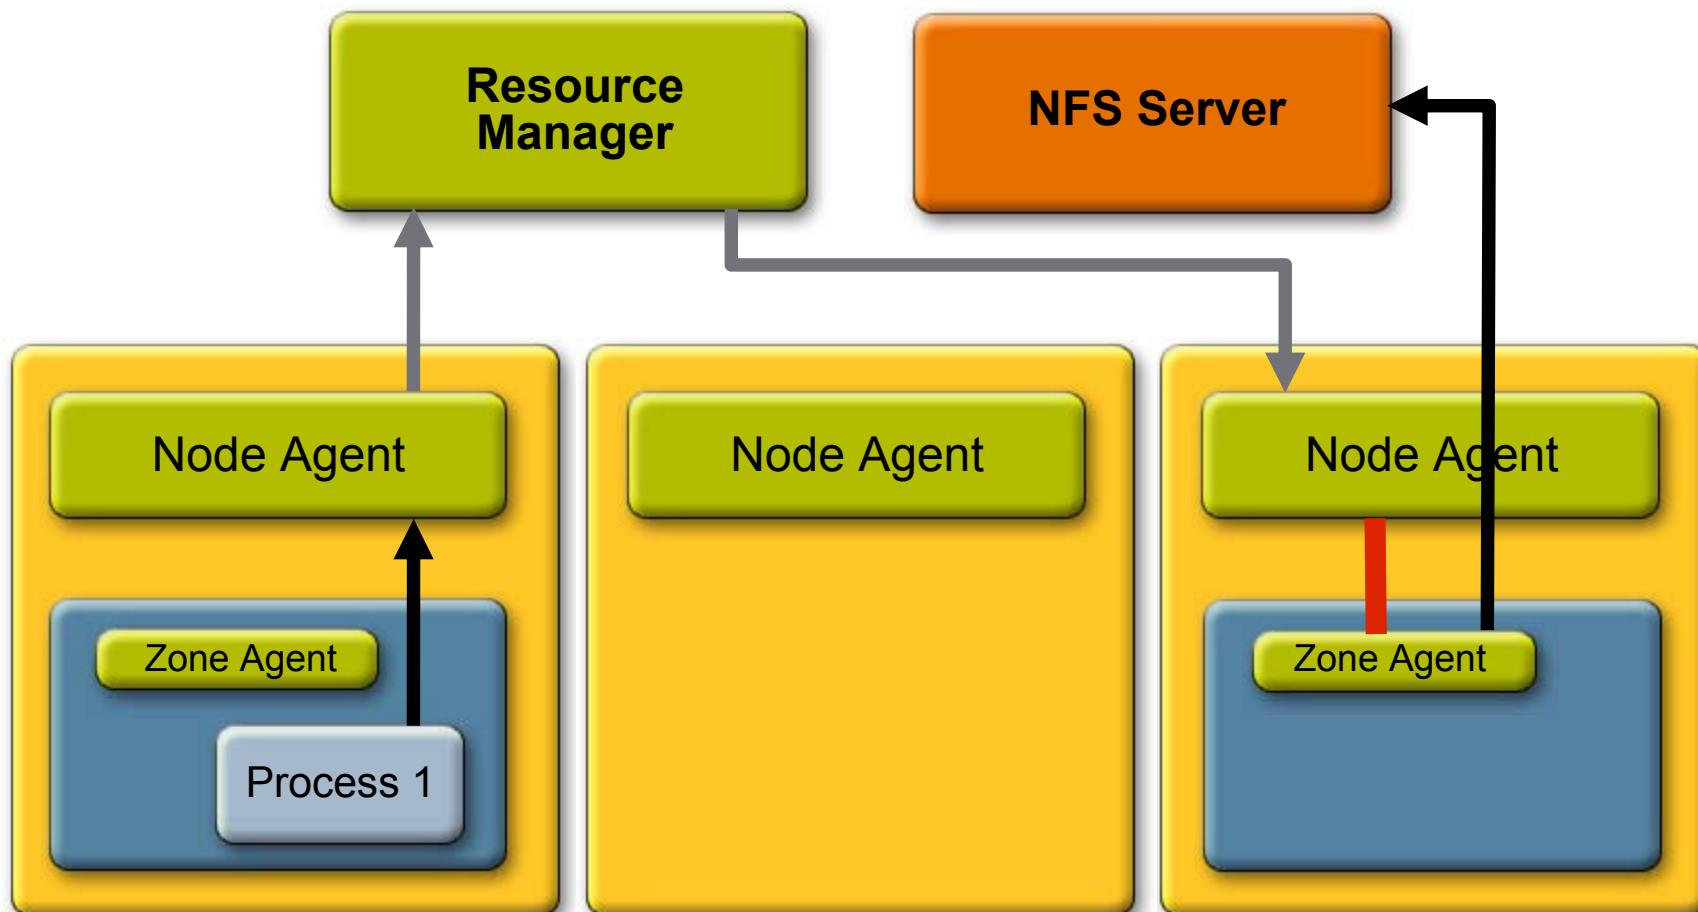 Resource
Manager
NFS Server
Node Agent
Node Agent
Node Agent
Zone Agent
Zone Agent
Process 1